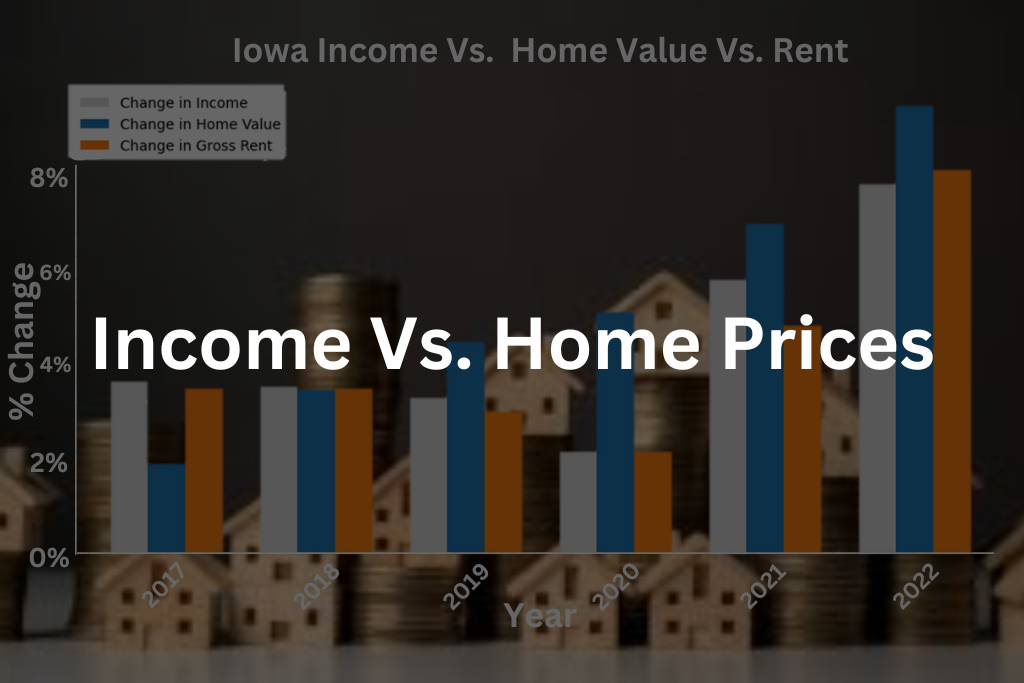 Iowa Income Vs. Home Value Vs. Rent
Change in Income
Change in Home Value
Change in Gross Rent
8%
6%
4%
2%
0%
% Change
Income Vs. Home Prices
2017
2018
2019
2020
2021
2022
Year